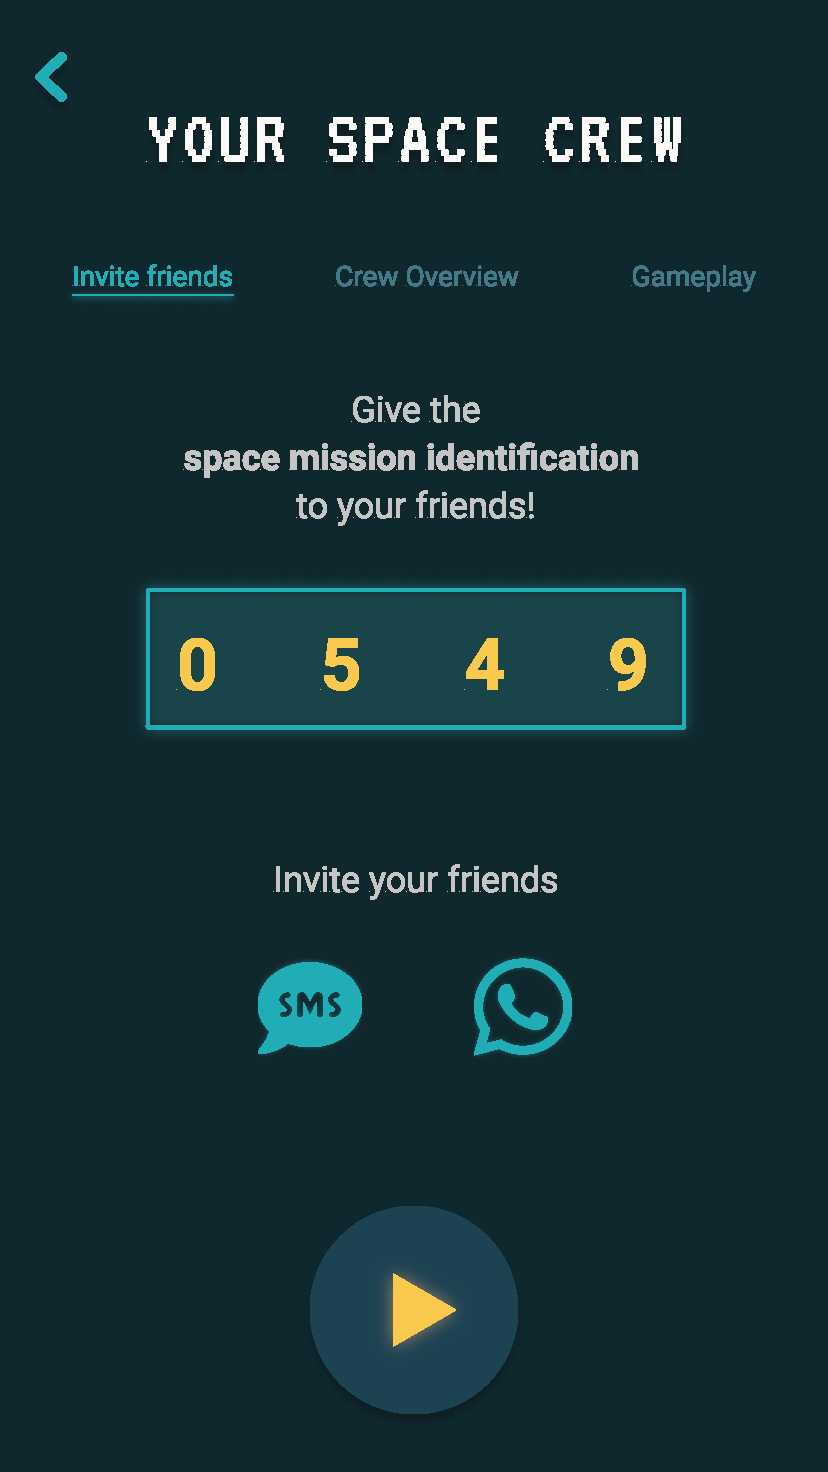 YOUR SPACE CREW
Invite friends
Crew Overview
Gameplay
Give the
space mission identification
to your friends!
0 5 4 9
Invite your friends
SMS